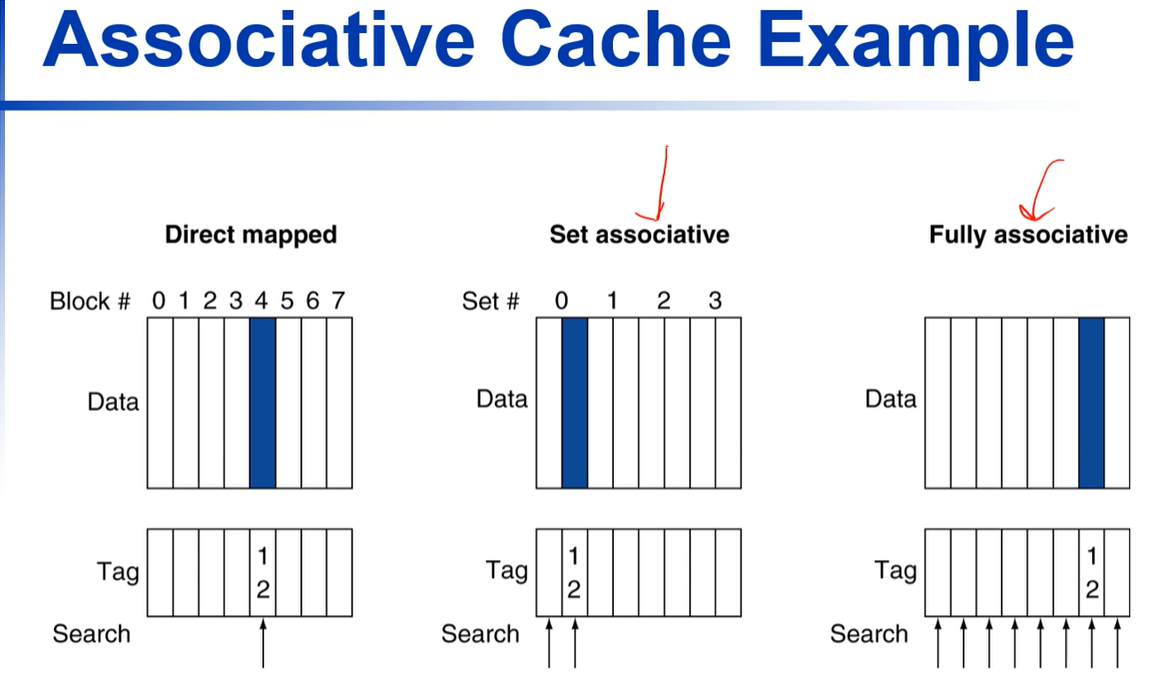 Associative Cache Example
Direct mapped
Set associative
Fully associative
Block # 0 1 2 3 4 5 6 7
Set # 0 1 2 3
Data
Data
Data
Tag
1
2
Tag
1
2
Tag
1
2
Search
Search
Search